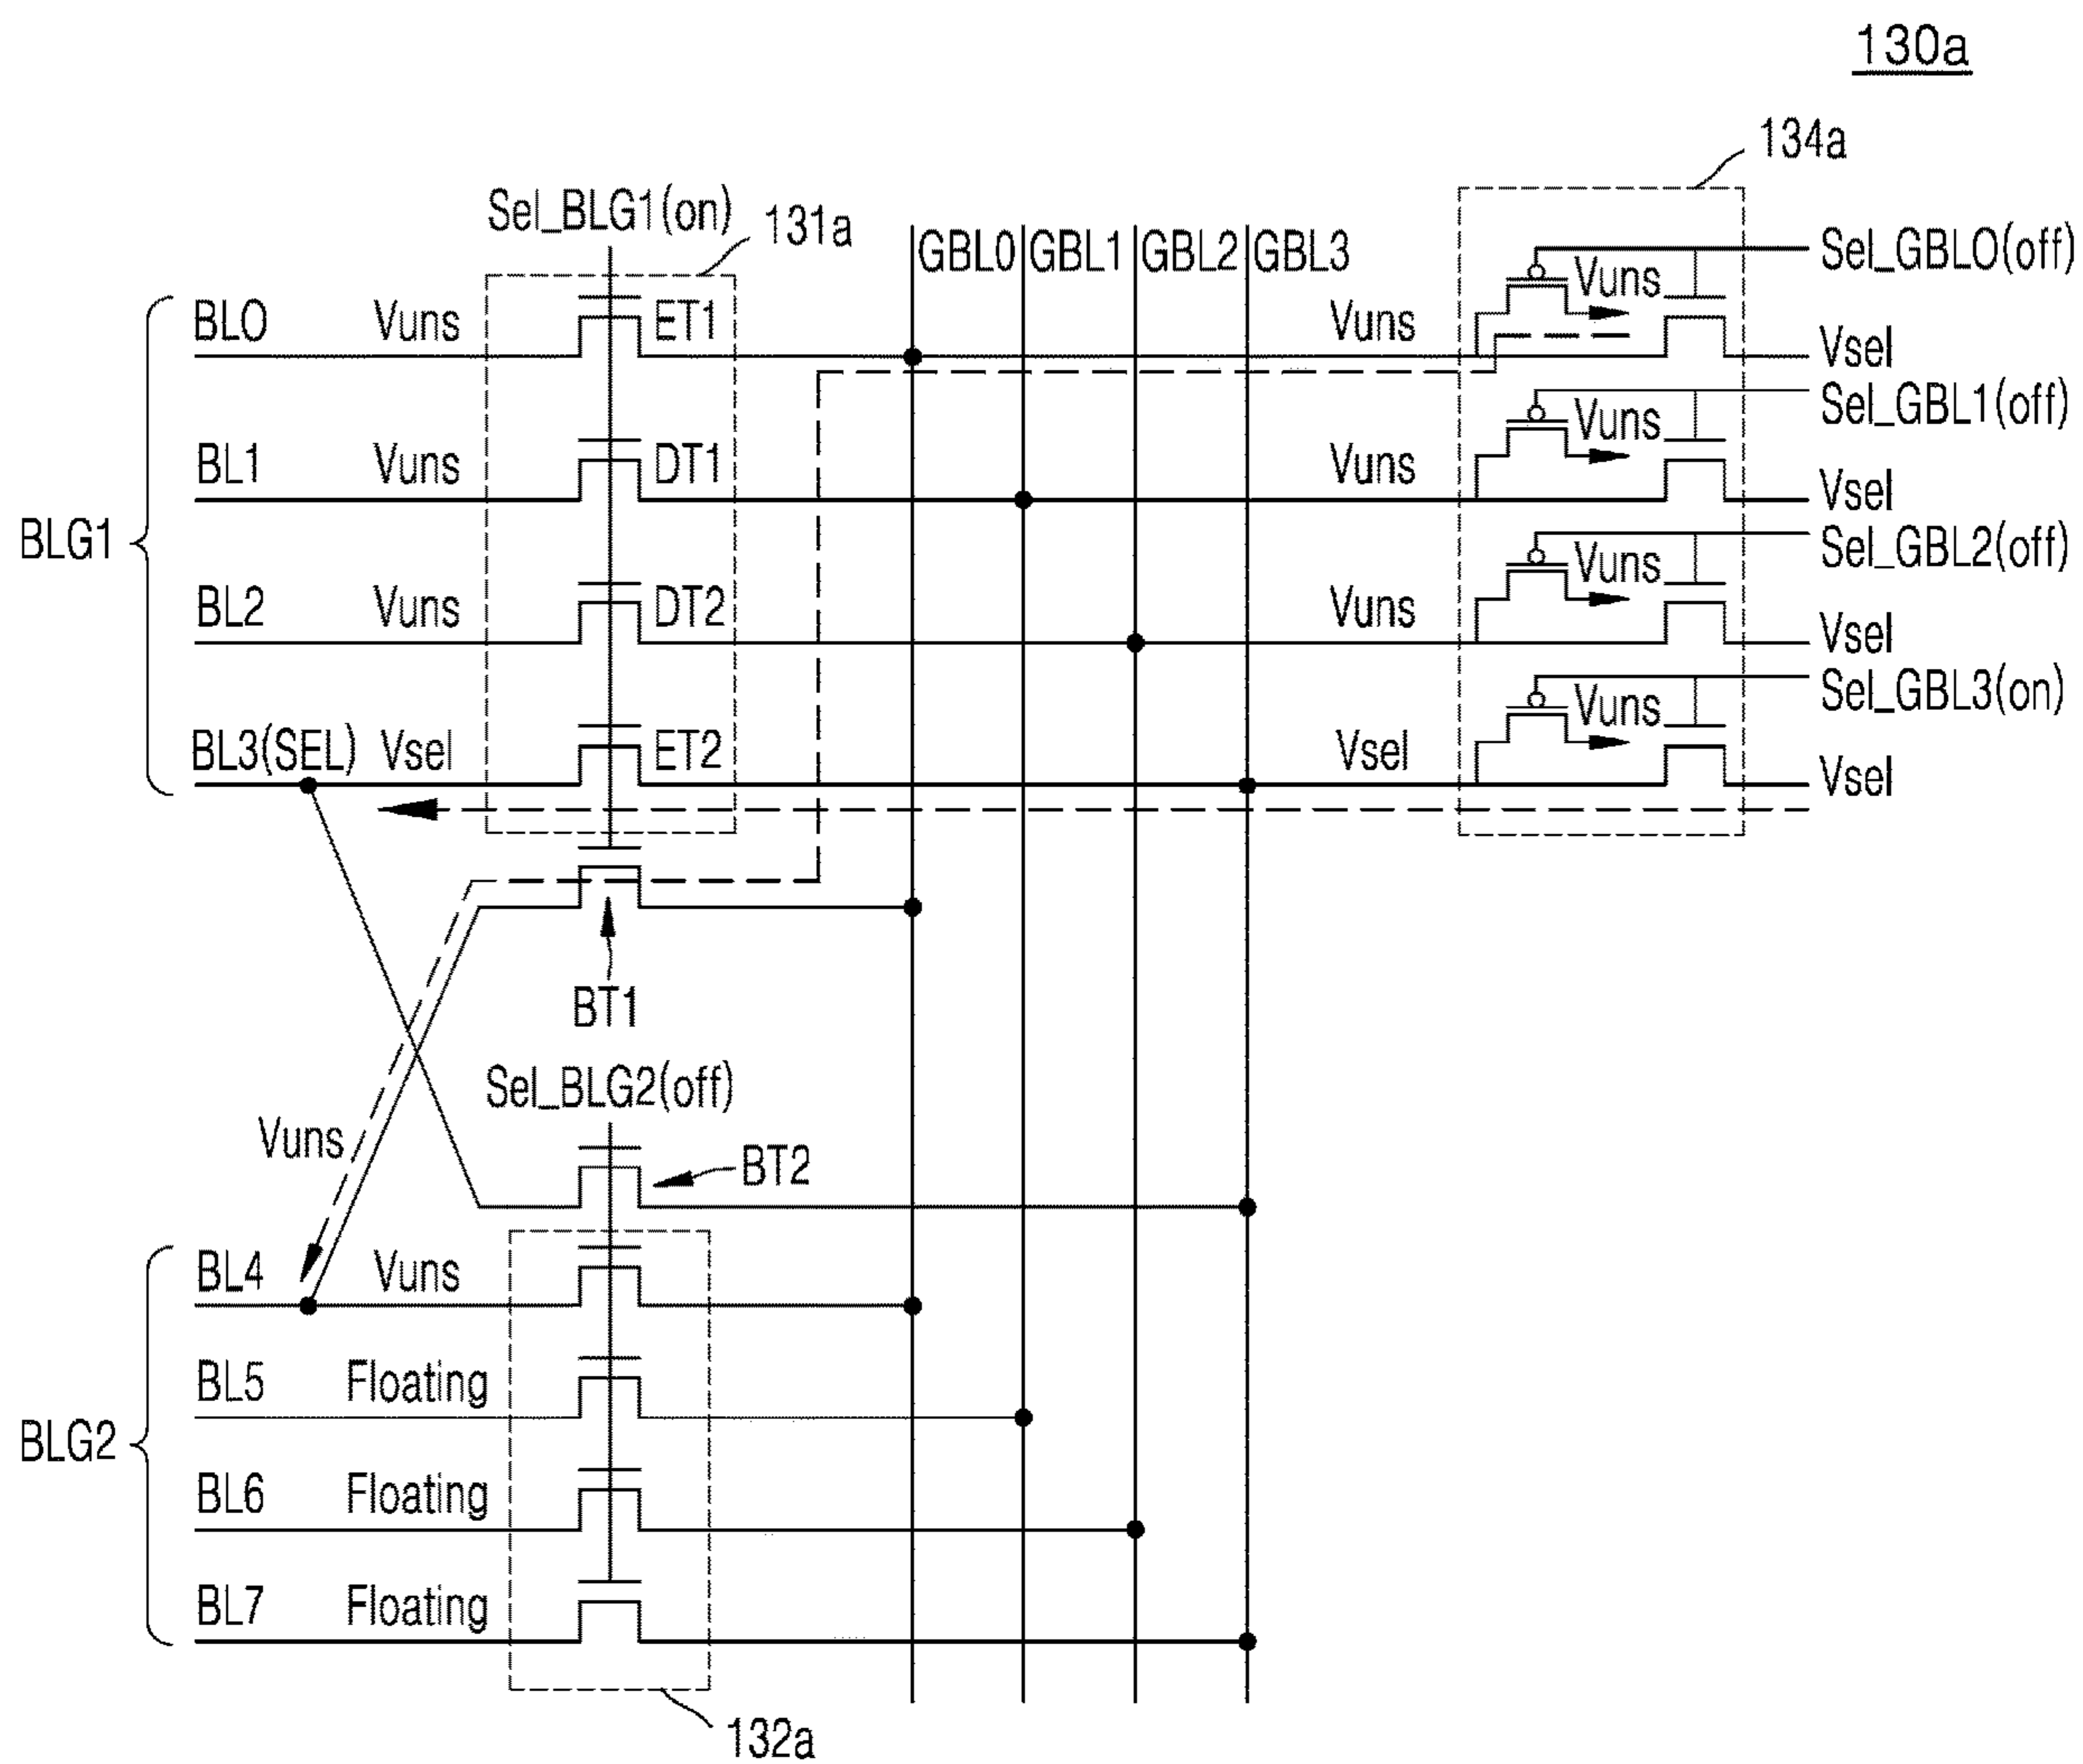 130a
134a
Sel_BLG1(on)
131a
GBL0
GBL1
GBL2
GBL3
Sel_GBL0(off)
Vuns
BL0
Vuns
ET1
Vuns
Vsel
Sel_GBL1(off)
Vuns
BL1
Vuns
DT1
Vuns
Vsel
BLG1
Sel_GBL2(off)
Vuns
BL2
Vuns
DT2
Vuns
Vsel
Sel_GBL3(on)
Vuns
BL3(SEL)
Vsel
ET2
Vsel
Vsel
BT1
Sel_BLG2(off)
Vuns
BT2
BL4
Vuns
BL5
Floating
BLG2
BL6
Floating
BL7
Floating
132a